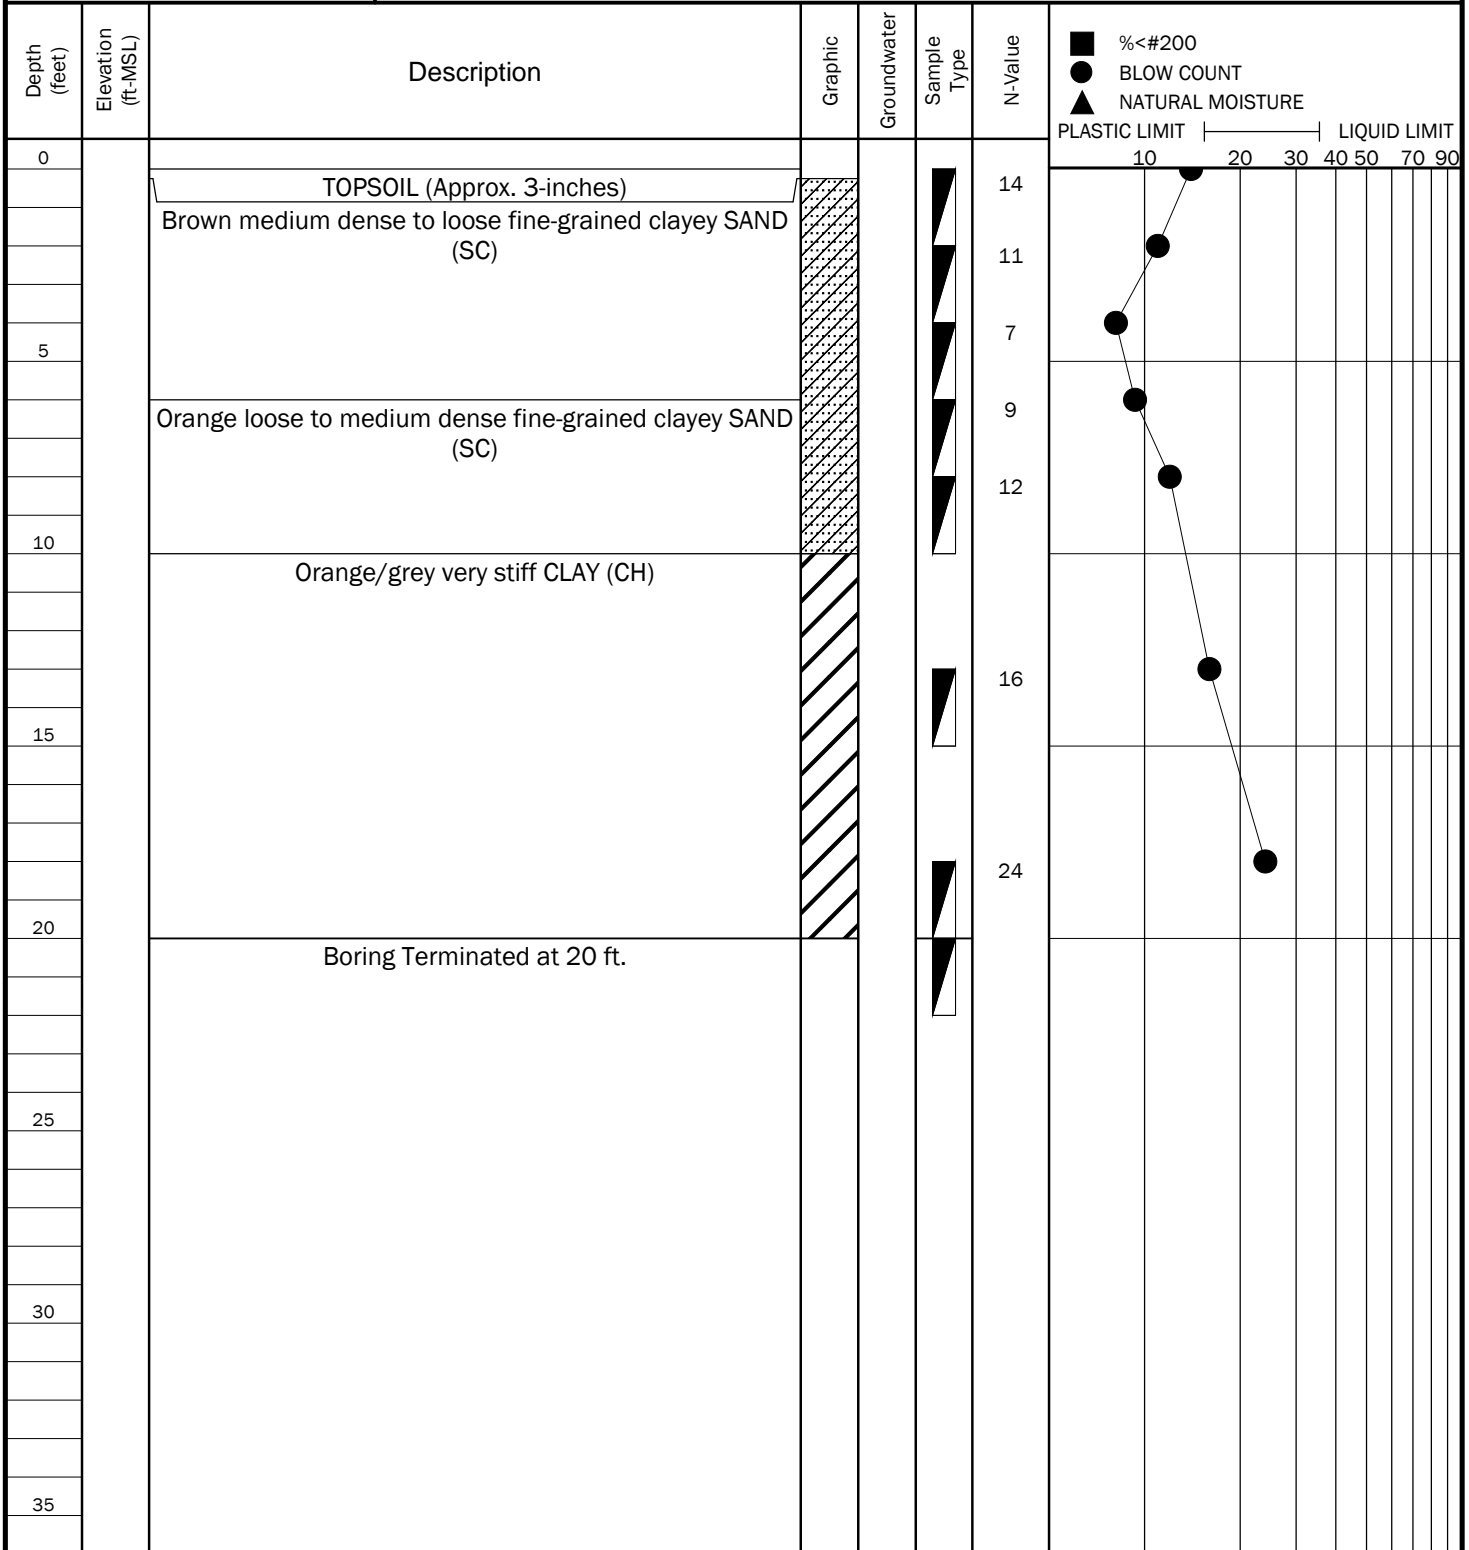 Depth
(feet)
Elevation
(ft-MSL)
Description
Graphic
Groundwater
Sample
Type
N-Value
%<#200
BLOW COUNT
NATURAL MOISTURE
PLASTIC LIMIT LIQUID LIMIT
10 20 30 40 50 70 90
0
TOPSOIL (Approx. 3-inches)
14
Brown medium dense to loose fine-grained clayey SAND
(SC)
11
7
5
Orange loose to medium dense fine-grained clayey SAND
(SC)
9
12
10
Orange/grey very stiff CLAY (CH)
16
15
24
20
Boring Terminated at 20 ft.
25
30
35